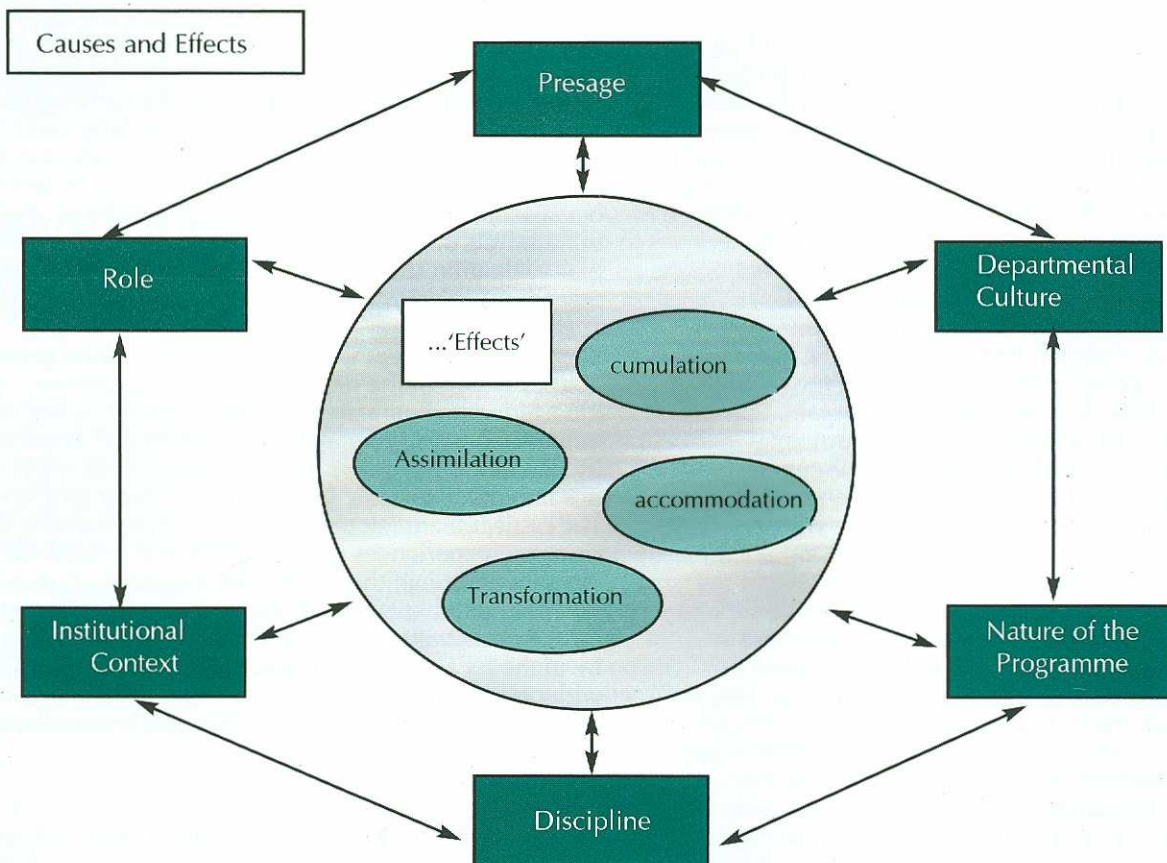 Causes and Effects
Presage
Role
Departmental
Culture
...‘Effects’
cumulation
Assimilation
accommodation
Transformation
Institutional
Context
Nature of the
Programme
Discipline